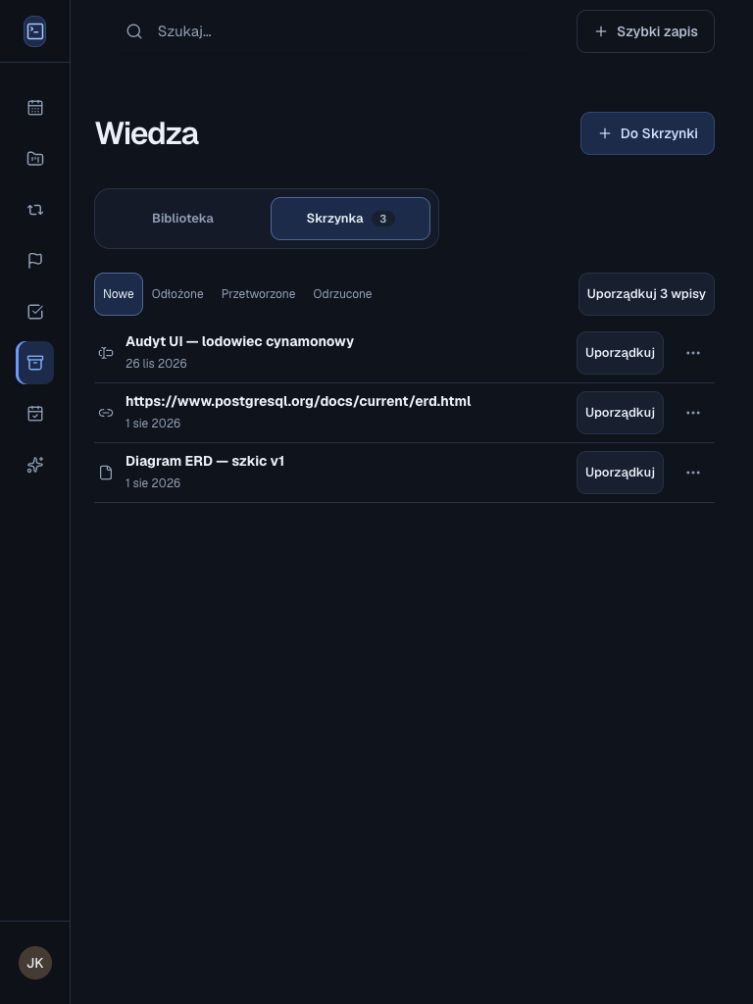 Szukaj...
Szybki zapis
Wiedza
Do Skrzynki
Biblioteka
Skrzynka 3
Nowe Odłożone Przetworzone Odrzucone
Uporządkuj 3 wpisy
Audyt UI — lodowiec cynamonowy
26 lis 2026
Uporządkuj
https://www.postgresql.org/docs/current/erd.html
1 sie 2026
Uporządkuj
Diagram ERD — szkic v1
1 sie 2026
Uporządkuj
JK